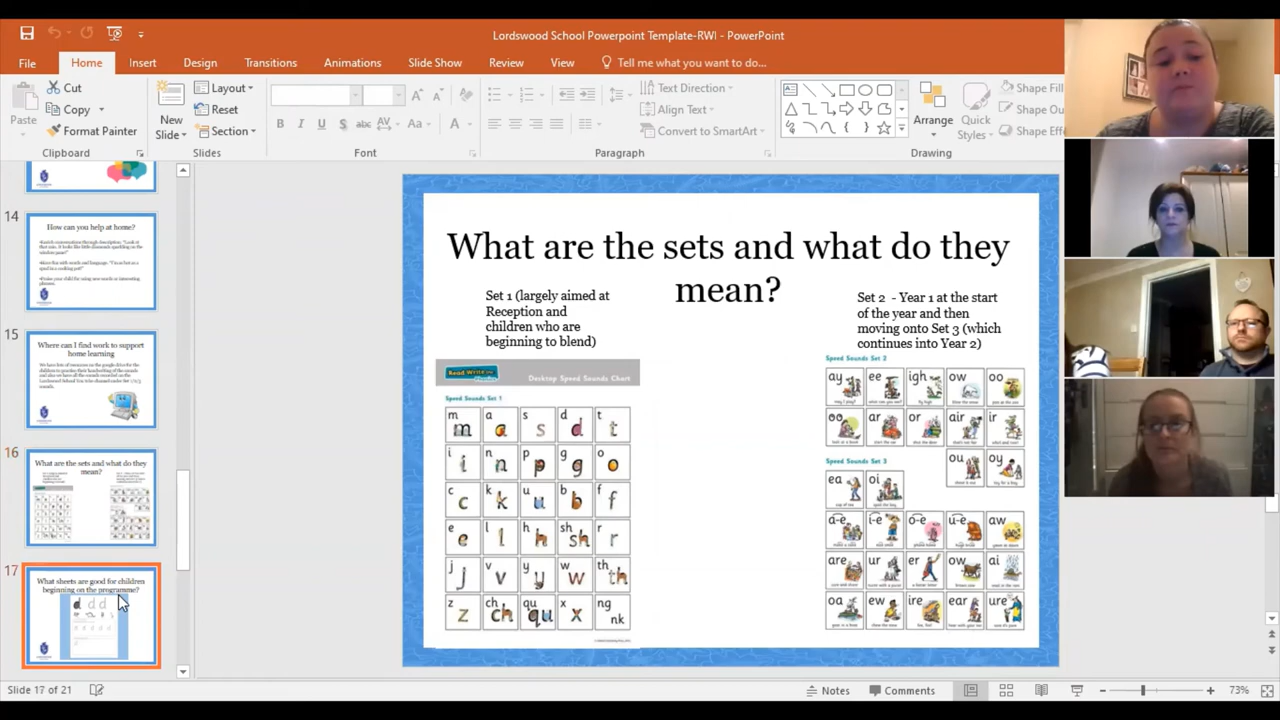 Lordswood School Powerpoint Template-RWI - PowerPoint
File Home Insert Design Transitions Animations Slide Show Review View Tell me what you want to do...
Paste
Cut
Copy
Format Painter
Clipboard
New
Slide
Layout
Reset
Section
Slides
B I U S abc AV Aa A
Font
Text Direction
Align Text
Convert to SmartArt
Paragraph
Arrange
Quick
Styles
Shape Fill
Shape Ou
Shape Effe
Drawing
14
How can you help at home?
15
Where can I find work to support
home learning
16
What are the sets and what do they
mean?
17
What sheets are good for children
beginning on the programme?
What are the sets and what do they
mean?
Set 1 (largely aimed at
Reception and
children who are
beginning to blend)
Set 2 - Year 1 at the start
of the year and then
moving onto Set 3 (which
continues into Year 2)
Read Write Inc.
Desktop Speed Sounds Chart
Speed Sounds Set 1
m a s d t
i n p g o
c k u b f
e l h sh r
j v y w th
z ch qu x ng nk
Speed Sounds Set 2
ay ee igh ow oo
oo ar or air ir
ou oy
Speed Sounds Set 3
ea oi
a-e i-e o-e u-e aw
are ur er ow ai
oa ew ire ear ure
Slide 17 of 21
Notes
Comments
73%